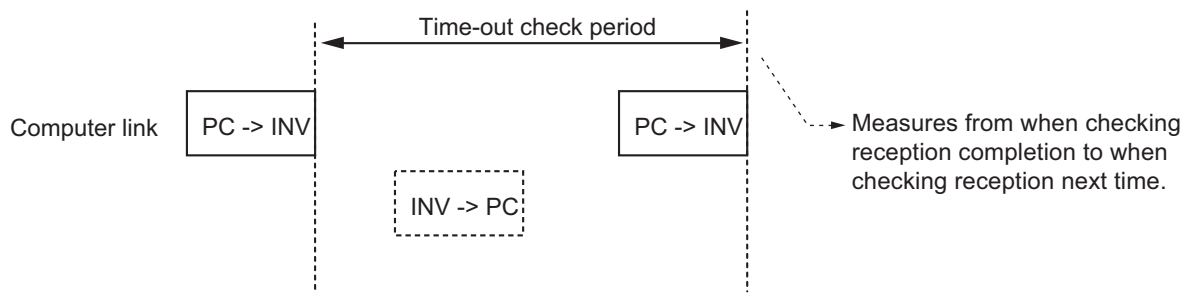 Time-out check period
Computer link
PC -> INV
PC -> INV
Measures from when checking
reception completion to when
checking reception next time.
INV -> PC